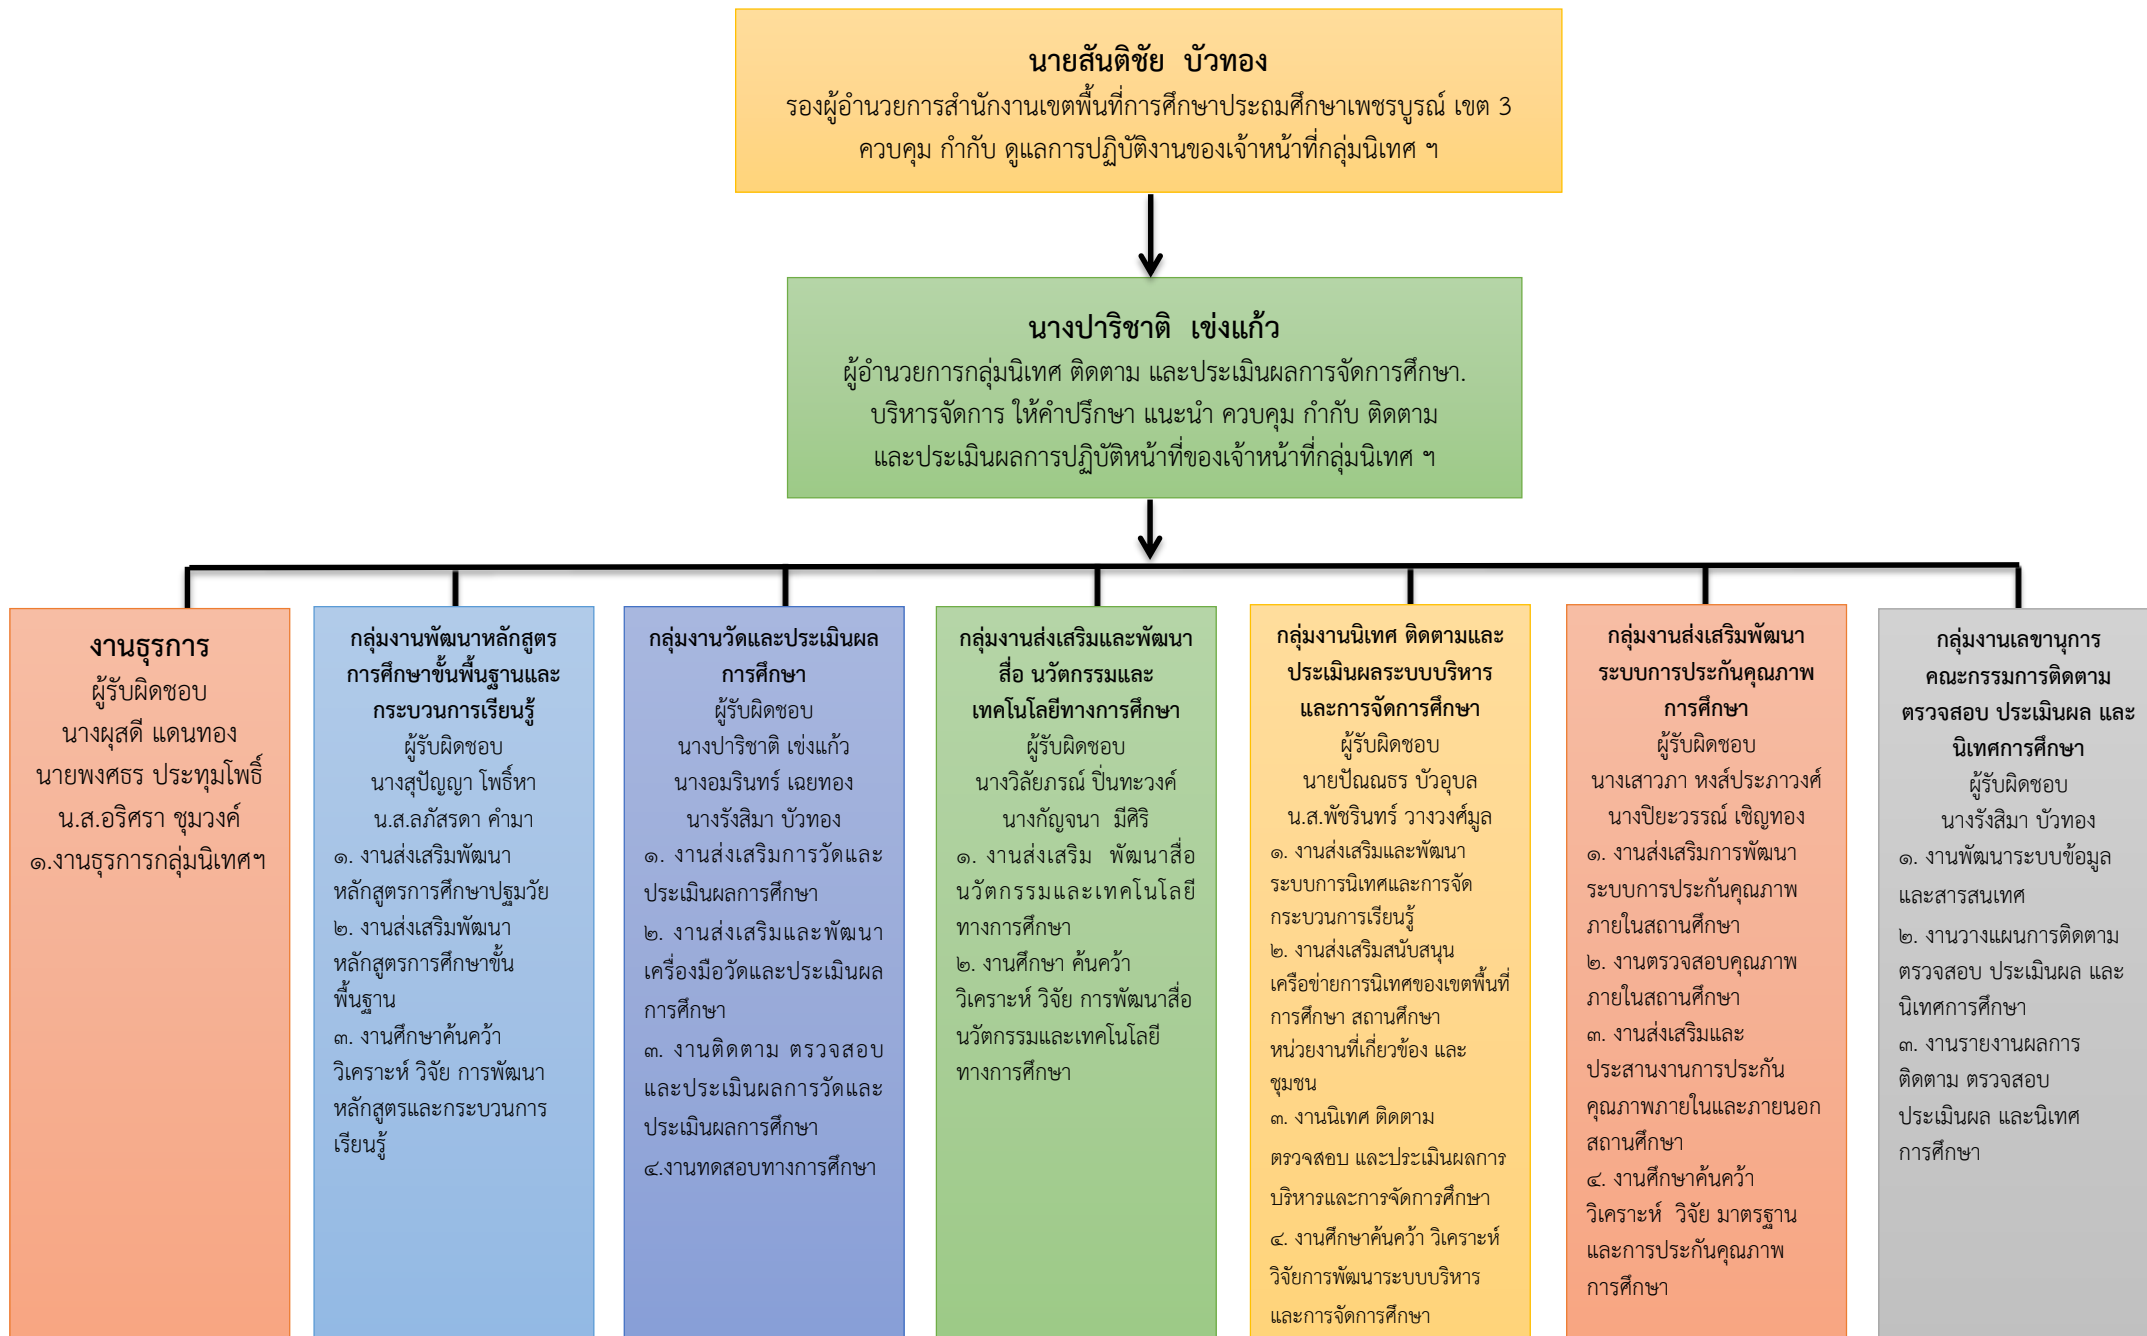 นายสันติชัย  บัวทอง
รองผู้อำนวยการสำนักงานเขตพื้นที่การศึกษาประถมศึกษาเพชรบูรณ์ เขต 3
ควบคุม กำกับ ดูแลการปฏิบัติงานของเจ้าหน้าที่กลุ่มนิเทศ ฯ
นางปาริชาติ  เข่งแก้ว
ผู้อำนวยการกลุ่มนิเทศ ติดตาม และประเมินผลการจัดการศึกษา.
บริหารจัดการ ให้คำปรึกษา แนะนำ ควบคุม กำกับ ติดตาม
และประเมินผลการปฏิบัติหน้าที่ของเจ้าหน้าที่กลุ่มนิเทศ ฯ
งานธุรการ
ผู้รับผิดชอบ
นางผุสดี แดนทอง
นายพงศธร ประทุมโพธิ์
น.ส.อริศรา ชุมวงค์
๑.งานธุรการกลุ่มนิเทศฯ
กลุ่มงานพัฒนาหลักสูตร
การศึกษาขั้นพื้นฐานและ
กระบวนการเรียนรู้
ผู้รับผิดชอบ
นางสุปัญญา โพธิ์หา
น.ส.ลภัสรดา คำมา
๑. งานส่งเสริมพัฒนา
หลักสูตรการศึกษาปฐมวัย
๒. งานส่งเสริมพัฒนา
หลักสูตรการศึกษาขั้น
พื้นฐาน
๓. งานศึกษาค้นคว้า
วิเคราะห์ วิจัย การพัฒนา
หลักสูตรและกระบวนการ
เรียนรู้
กลุ่มงานวัดและประเมินผล
การศึกษา
ผู้รับผิดชอบ
นางปาริชาติ เข่งแก้ว
นางอมรินทร์ เฉยทอง
นางรังสิมา บัวทอง
๑. งานส่งเสริมการวัดและ
ประเมินผลการศึกษา
๒. งานส่งเสริมและพัฒนา
เครื่องมือวัดและประเมินผล
การศึกษา
๓. งานติดตาม ตรวจสอบ
และประเมินผลการวัดและ
ประเมินผลการศึกษา
๔.งานทดสอบทางการศึกษา
กลุ่มงานส่งเสริมและพัฒนา
สื่อ นวัตกรรมและ
เทคโนโลยีทางการศึกษา
ผู้รับผิดชอบ
นางวิลัยภรณ์ ปิ่นทะวงค์
นางกัญจนา  มีศิริ
๑. งานส่งเสริม  พัฒนาสื่อ
นวัตกรรมและเทคโนโลยี
ทางการศึกษา
๒. งานศึกษา ค้นคว้า
วิเคราะห์ วิจัย การพัฒนาสื่อ
นวัตกรรมและเทคโนโลยี
ทางการศึกษา
กลุ่มงานนิเทศ ติดตามและ
ประเมินผลระบบบริหาร
และการจัดการศึกษา
ผู้รับผิดชอบ
นายปัณณธร บัวอุบล
น.ส.พัชรินทร์ วางวงศ์มูล
๑. งานส่งเสริมและพัฒนา
ระบบการนิเทศและการจัด
กระบวนการเรียนรู้
๒. งานส่งเสริมสนับสนุน
เครือข่ายการนิเทศของเขตพื้นที่
การศึกษา สถานศึกษา
หน่วยงานที่เกี่ยวข้อง และ
ชุมชน
๓. งานนิเทศ ติดตาม
ตรวจสอบ และประเมินผลการ
บริหารและการจัดการศึกษา
๔. งานศึกษาค้นคว้า วิเคราะห์
วิจัยการพัฒนาระบบบริหาร
และการจัดการศึกษา
กลุ่มงานส่งเสริมพัฒนา
ระบบการประกันคุณภาพ
การศึกษา
ผู้รับผิดชอบ
นางเสาวภา หงส์ประภาวงศ์
นางปิยะวรรณ์ เชิญทอง
๑. งานส่งเสริมการพัฒนา
ระบบการประกันคุณภาพ
ภายในสถานศึกษา
๒. งานตรวจสอบคุณภาพ
ภายในสถานศึกษา
๓. งานส่งเสริมและ
ประสานงานการประกัน
คุณภาพภายในและภายนอก
สถานศึกษา
๔. งานศึกษาค้นคว้า
วิเคราะห์  วิจัย มาตรฐาน
และการประกันคุณภาพ
การศึกษา
กลุ่มงานเลขานุการ
คณะกรรมการติดตาม
ตรวจสอบ ประเมินผล และ
นิเทศการศึกษา
ผู้รับผิดชอบ
นางรังสิมา บัวทอง
๑. งานพัฒนาระบบข้อมูล
และสารสนเทศ
๒. งานวางแผนการติดตาม
ตรวจสอบ ประเมินผล และ
นิเทศการศึกษา
๓. งานรายงานผลการ
ติดตาม ตรวจสอบ
ประเมินผล และนิเทศ
การศึกษา